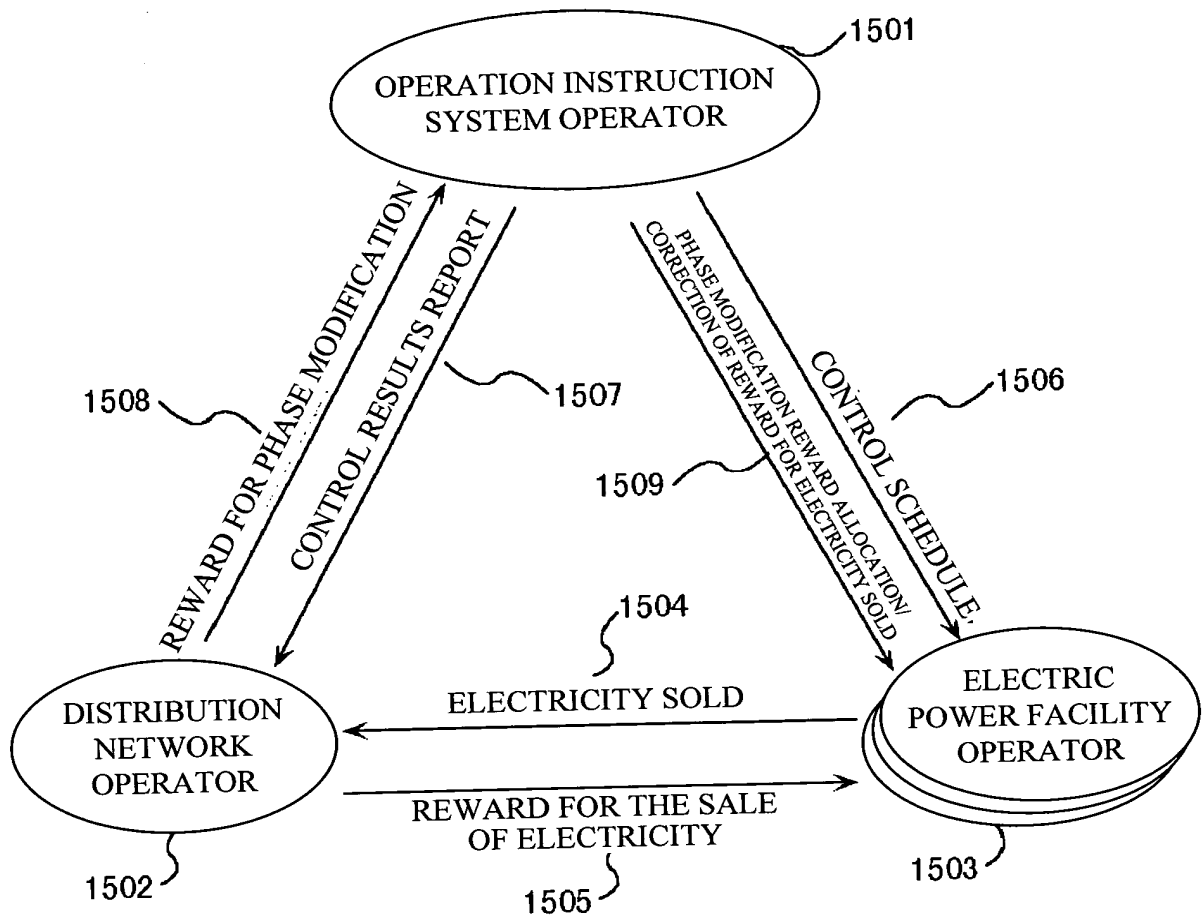 1501
OPERATION INSTRUCTION
SYSTEM OPERATOR
REWARD FOR PHASE MODIFICATION
CONTROL RESULTS REPORT
PHASE MODIFICATION REWARD ALLOCATION/
CORRECTION OF REWARD FOR ELECTRICITY SOLD
CONTROL SCHEDULE,
1508
1507
1506
1509
1504
ELECTRICITY SOLD
DISTRIBUTION
NETWORK
OPERATOR
ELECTRIC
POWER FACILITY
OPERATOR
REWARD FOR THE SALE
OF ELECTRICITY
1502
1505
1503